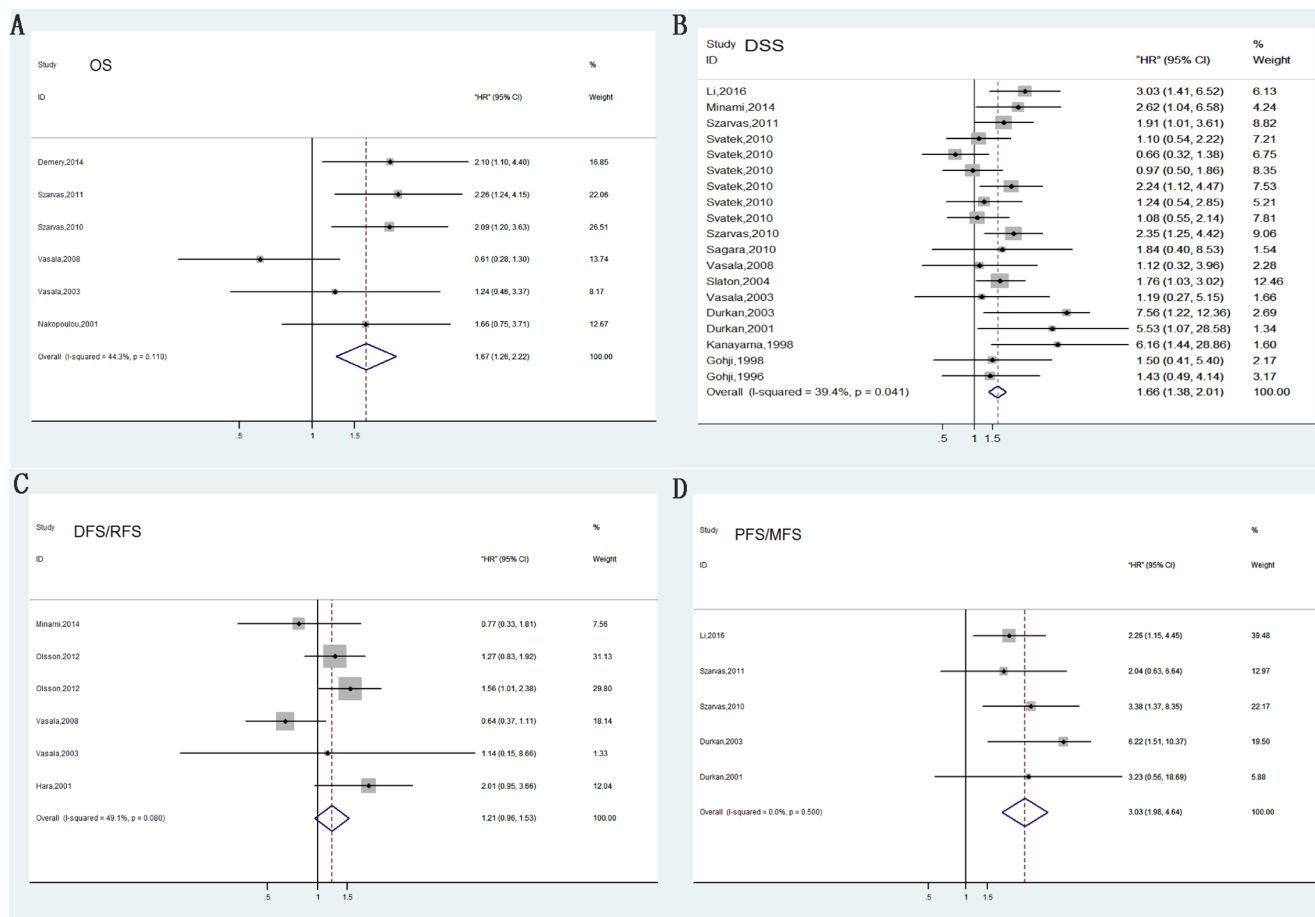 A
Study OS %
ID "HR" (95% CI) Weight
Demery,2014 2.10 (1.10, 4.40) 16.85
Szarvas,2011 2.26 (1.24, 4.15) 22.06
Szarvas,2010 2.09 (1.20, 3.63) 26.51
Vasala,2008 0.61 (0.28, 1.30) 13.74
Vasala,2003 1.24 (0.46, 3.37) 8.17
Nakopoulou,2001 1.66 (0.75, 3.71) 12.67
Overall (I-squared = 44.3%, p = 0.110) 1.67 (1.26, 2.22) 100.00
.5 1 1.5
B
Study DSS %
ID "HR" (95% CI) Weight
Li,2016 3.03 (1.41, 6.52) 6.13
Minami,2014 2.62 (1.04, 6.58) 4.24
Szarvas,2011 1.91 (1.01, 3.61) 8.82
Svatek,2010 1.10 (0.54, 2.22) 7.21
Svatek,2010 0.66 (0.32, 1.38) 6.75
Svatek,2010 0.97 (0.50, 1.86) 8.35
Svatek,2010 2.24 (1.12, 4.47) 7.53
Svatek,2010 1.24 (0.54, 2.85) 5.21
Svatek,2010 1.08 (0.55, 2.14) 7.81
Szarvas,2010 2.35 (1.25, 4.42) 9.06
Sagara,2010 1.84 (0.40, 8.53) 1.54
Vasala,2008 1.12 (0.32, 3.96) 2.28
Slaton,2004 1.76 (1.03, 3.02) 12.46
Vasala,2003 1.19 (0.27, 5.15) 1.66
Durkan,2003 7.56 (1.22, 12.36) 2.69
Durkan,2001 5.53 (1.07, 28.58) 1.34
Kanayama,1998 6.16 (1.44, 28.86) 1.60
Gohji,1998 1.50 (0.41, 5.40) 2.17
Gohji,1996 1.43 (0.49, 4.14) 3.17
Overall (I-squared = 39.4%, p = 0.041) 1.66 (1.38, 2.01) 100.00
.5 1 1.5
C
Study DFS/RFS %
ID "HR" (95% CI) Weight
Minami,2014 0.77 (0.33, 1.81) 7.56
Olsson,2012 1.27 (0.83, 1.92) 31.13
Olsson,2012 1.56 (1.01, 2.38) 29.80
Vasala,2008 0.64 (0.37, 1.11) 18.14
Vasala,2003 1.14 (0.15, 8.66) 1.33
Hara,2001 2.01 (0.95, 3.66) 12.04
Overall (I-squared = 49.1%, p = 0.080) 1.21 (0.96, 1.53) 100.00
.5 1 1.5
D
Study PFS/MFS %
ID "HR" (95% CI) Weight
Li,2016 2.26 (1.15, 4.45) 39.48
Szarvas,2011 2.04 (0.63, 6.64) 12.97
Szarvas,2010 3.38 (1.37, 8.35) 22.17
Durkan,2003 6.22 (1.51, 10.37) 19.50
Durkan,2001 3.23 (0.56, 18.69) 5.88
Overall (I-squared = 0.0%, p = 0.500) 3.03 (1.98, 4.64) 100.00
.5 1 1.5